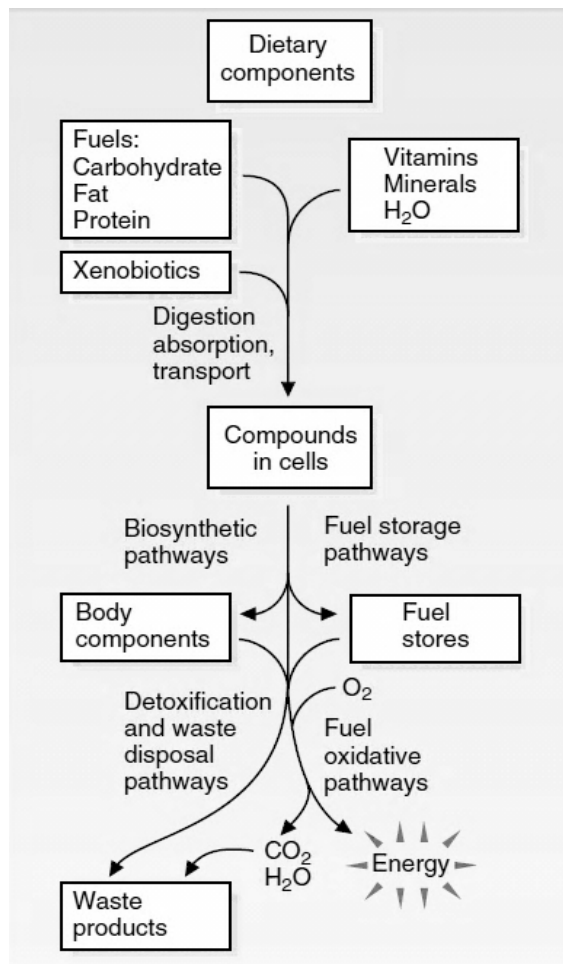 Dietary
components
Fuels:
Carbohydrate
Fat
Protein
Vitamins
Minerals
H₂O
Xenobiotics
Digestion
absorption,
transport
Compounds
in cells
Biosynthetic
pathways
Fuel storage
pathways
Body
components
Fuel
stores
O₂
Detoxification
and waste
disposal
pathways
Fuel
oxidative
pathways
CO₂
H₂O
Energy
Waste
products